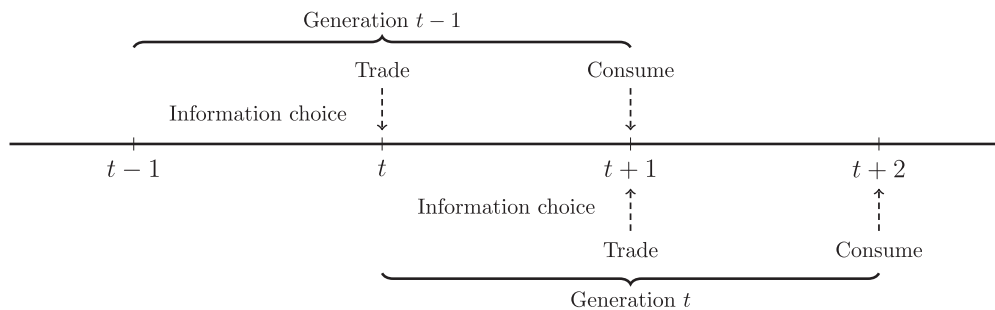 Generation t − 1
Trade
Consume
Information choice
t − 1
t
t + 1
t + 2
Information choice
Trade
Consume
Generation t